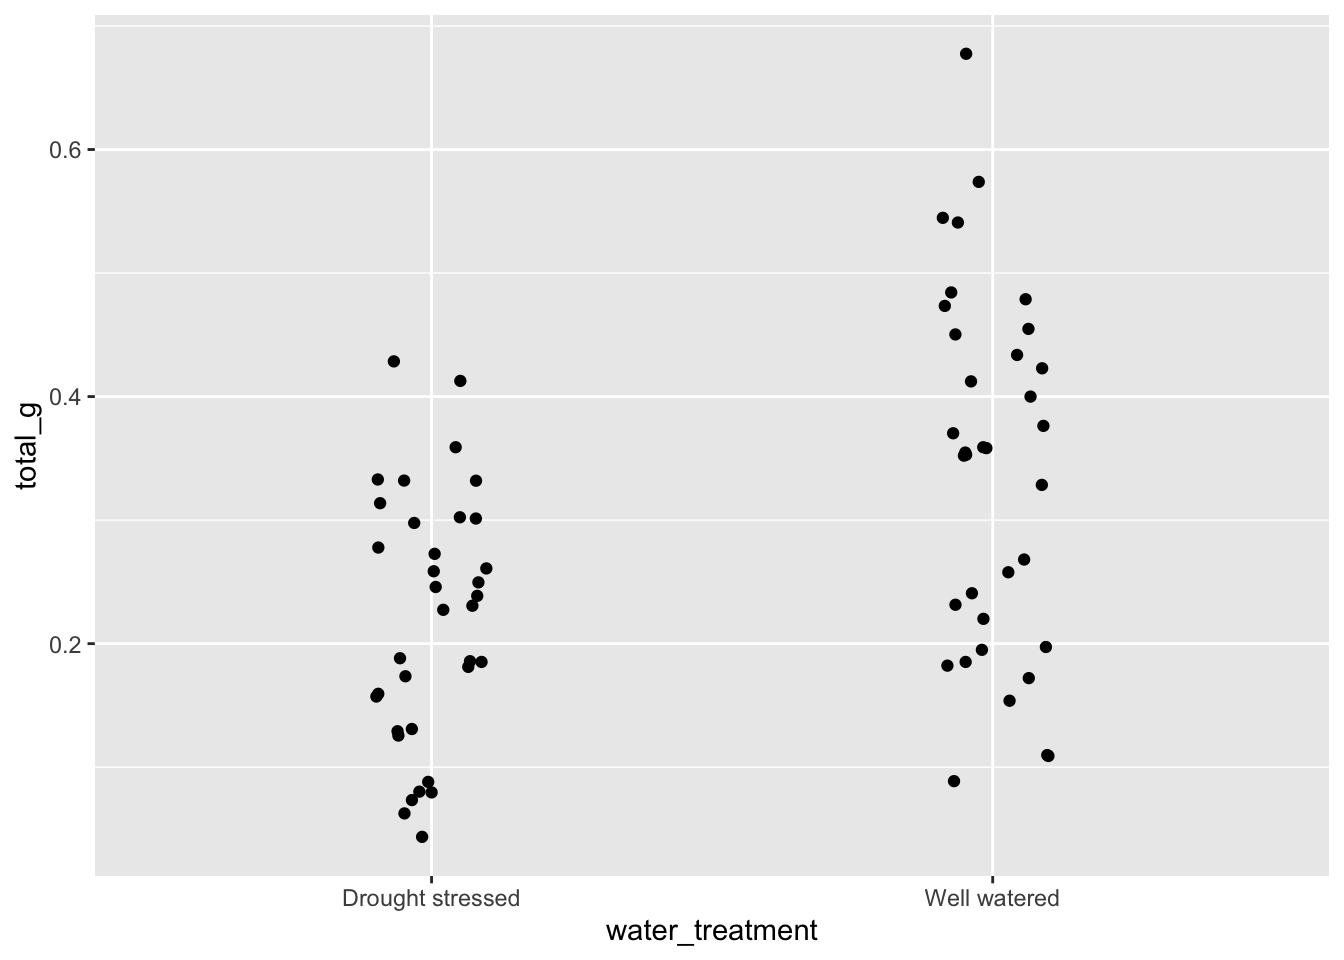 total_g
0.6
0.4
0.2
Drought stressed
Well watered
water_treatment